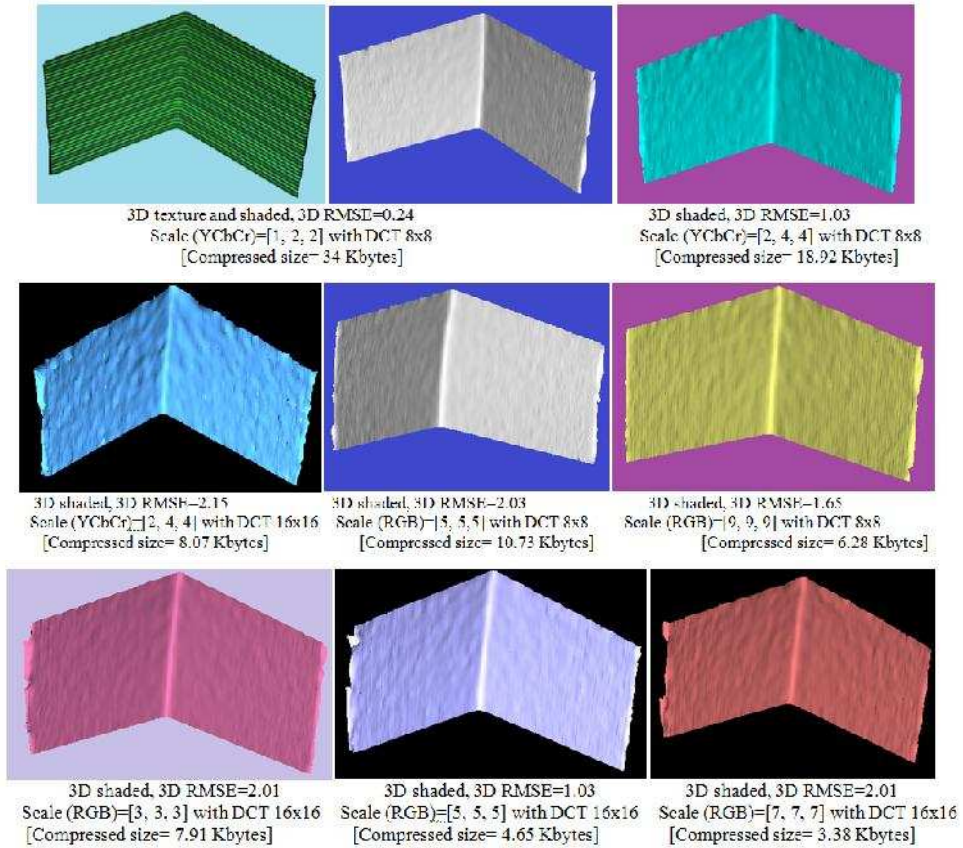 3D texture and shaded, 3D RMSE=0.24
Scale (YCbCr)=[1, 2, 2] with DCT 8x8
[Compressed size= 34 Kbytes]
3D shaded, 3D RMSE=1.03
Scale (YCbCr)=[2, 4, 4] with DCT 8x8
[Compressed size= 18.92 Kbytes]
3D shaded, 3D RMSE=2.15
Scale (YCbCr)=[2, 4, 4] with DCT 16x16
[Compressed size= 8.07 Kbytes]
3D shaded, 3D RMSE=2.03
Scale (RGB)=[5, 5,5] with DCT 8x8
[Compressed size= 10.73 Kbytes]
3D shaded, 3D RMSE=1.65
Scale (RGB)=[9, 9, 9] with DCT 8x8
[Compressed size= 6.28 Kbytes]
3D shaded, 3D RMSE=2.01
Scale (RGB)=[3, 3, 3] with DCT 16x16
[Compressed size= 7.91 Kbytes]
3D shaded, 3D RMSE=1.03
Scale (RGB)=[5, 5, 5] with DCT 16x16
[Compressed size= 4.65 Kbytes]
3D shaded, 3D RMSE=2.01
Scale (RGB)=[7, 7, 7] with DCT 16x16
[Compressed size= 3.38 Kbytes]